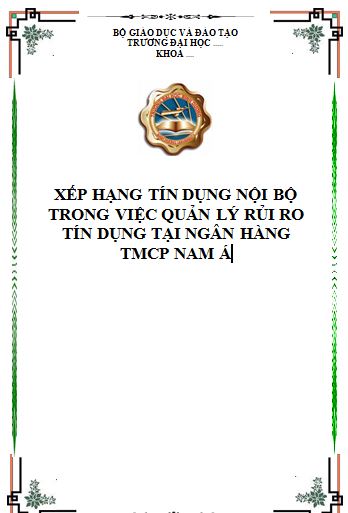 BỘ GIÁO DỤC VÀ ĐÀO TẠO
TRƯỜNG ĐẠI HỌC .....
KHOA ....
XẾP HẠNG TÍN DỤNG NỘI BỘ
TRONG VIỆC QUẢN LÝ RỦI RO
TÍN DỤNG TẠI NGÂN HÀNG
TMCP NAM Á